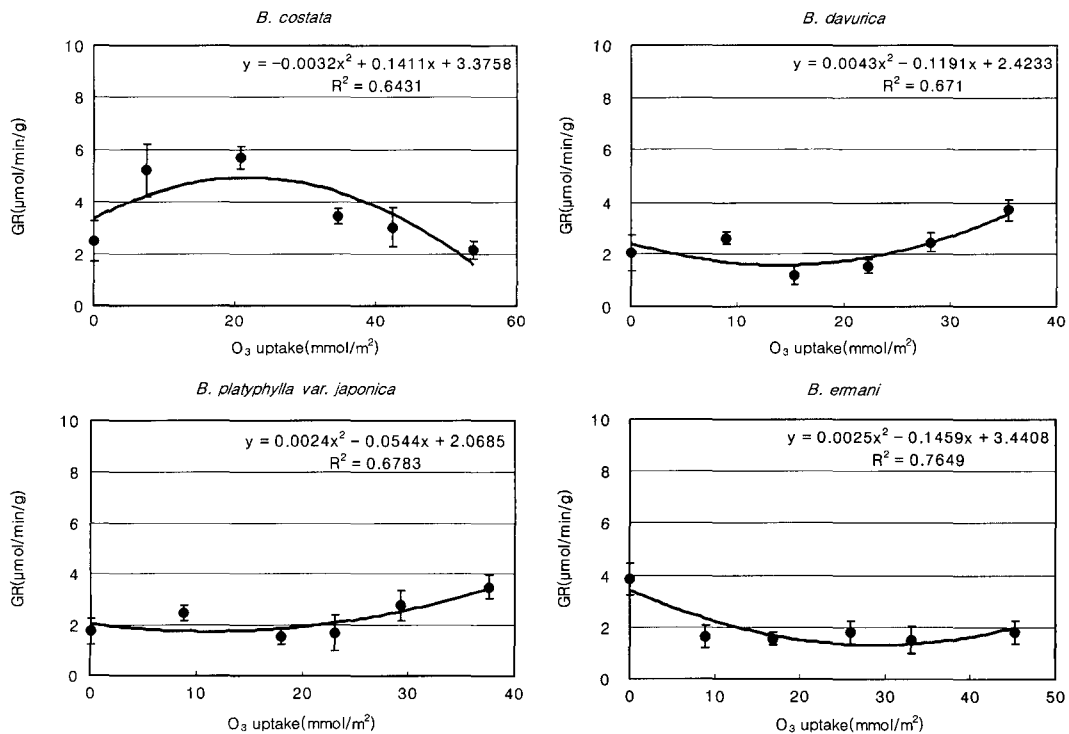 B. costata
y = −0.0032x² + 0.1411x + 3.3758
R² = 0.6431
GR(μmol/min/g)
10
8
6
4
2
0
0 20 40 60
O₃ uptake(mmol/m²)
B. davurica
y = 0.0043x² − 0.1191x + 2.4233
R² = 0.671
GR(μmol/min/g)
10
8
6
4
2
0
0 10 20 30 40
O₃ uptake(mmol/m²)
B. platyphylla var. japonica
y = 0.0024x² − 0.0544x + 2.0685
R² = 0.6783
GR(μmol/min/g)
10
8
6
4
2
0
0 10 20 30 40
O₃ uptake(mmol/m²)
B. ermani
y = 0.0025x² − 0.1459x + 3.4408
R² = 0.7649
GR(μmol/min/g)
10
8
6
4
2
0
0 10 20 30 40 50
O₃ uptake(mmol/m²)